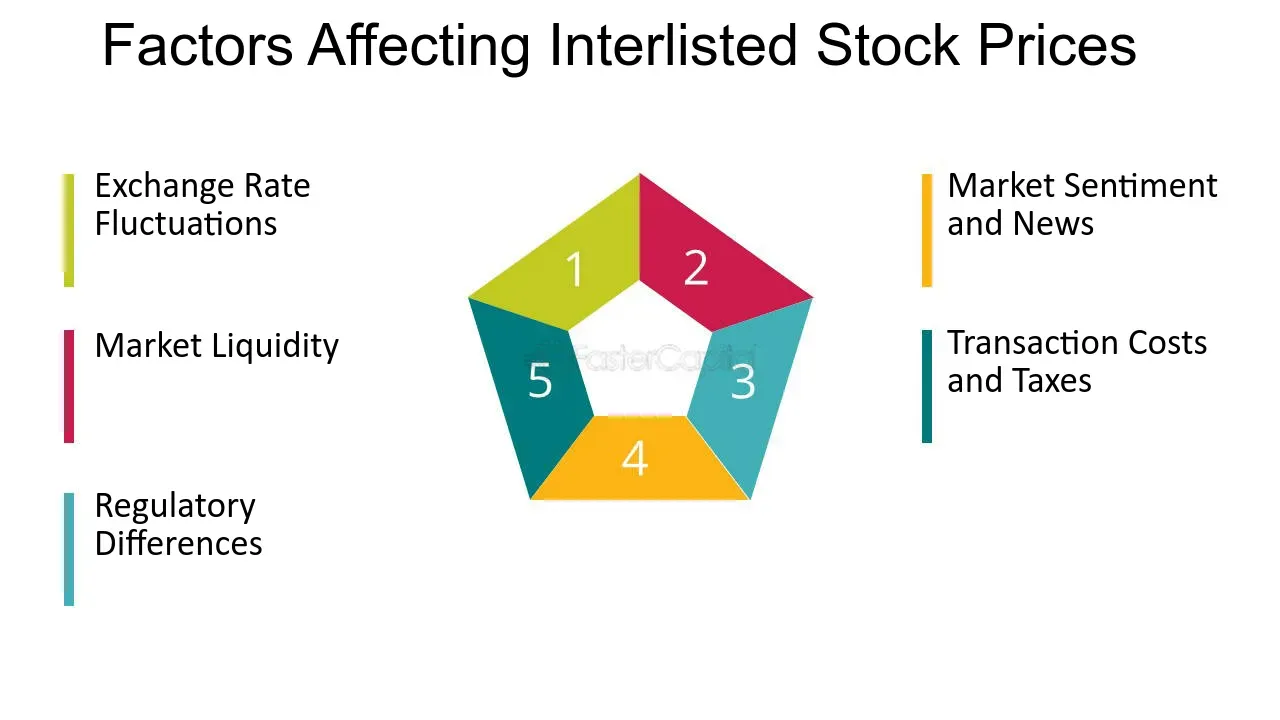 Factors Affecting Interlisted Stock Prices
Exchange Rate
Fluctuations
Market Liquidity
Regulatory
Differences
1
2
3
4
5
FasterCapital
Market Sentiment
and News
Transaction Costs
and Taxes